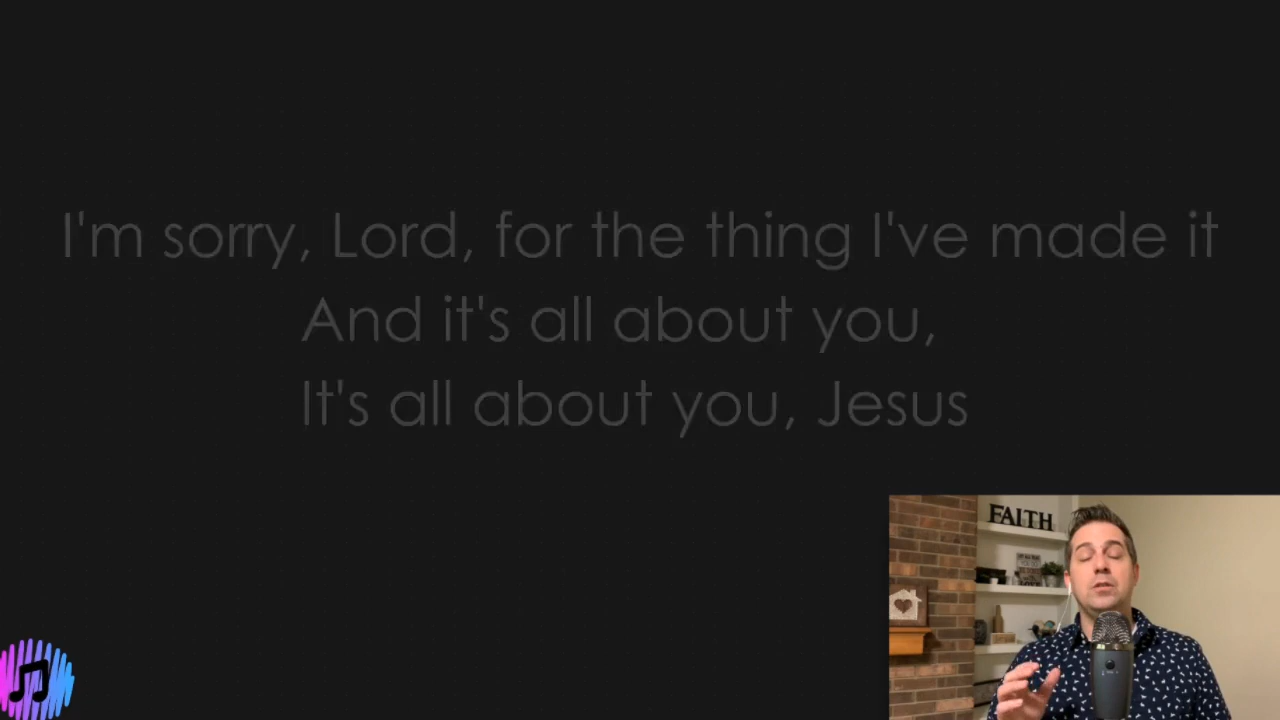 I'm sorry, Lord, for the thing I've made it
And it's all about you,
It's all about you, Jesus
FAITH